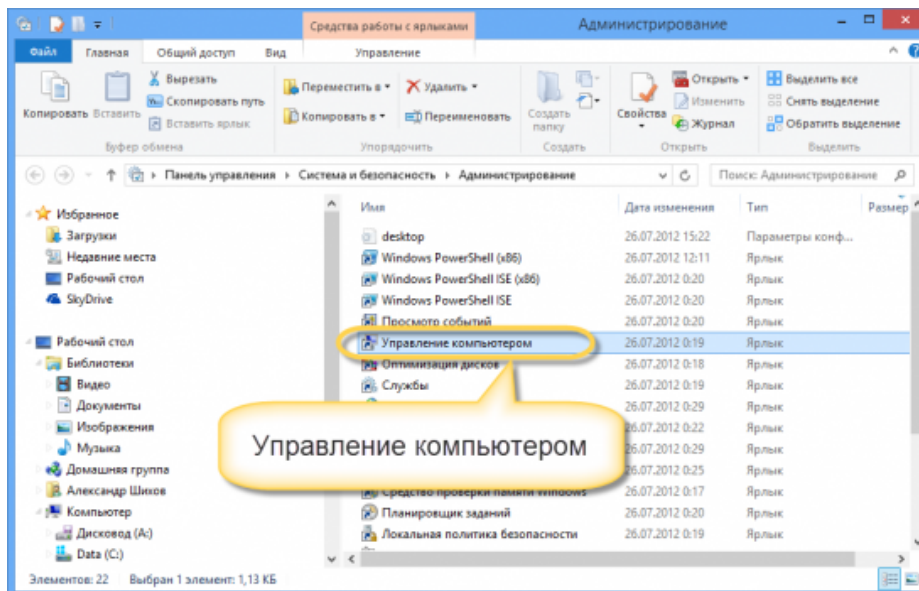 Средства работы с ярлыками
Администрирование
Файл Главная Общий доступ Вид Управление
Копировать
Вставить
Вырезать
Скопировать путь
Вставить ярлык
Буфер обмена
Переместить в
Копировать в
Удалить
Переименовать
Упорядочить
Создать папку
Создать
Свойства
Открыть
Изменить
Журнал
Открыть
Выделить все
Снять выделение
Обратить выделение
Выделить
Панель управления Система и безопасность Администрирование
Поиск: Администрирование
Избранное
Загрузки
Недавние места
Рабочий стол
SkyDrive
Рабочий стол
Библиотеки
Видео
Документы
Изображения
Музыка
Домашняя группа
Александр Шихов
Компьютер
Дисковод (A:)
Data (C:)
Имя Дата изменения Тип Размер
desktop 26.07.2012 15:22 Параметры конф...
Windows PowerShell (x86) 26.07.2012 12:11 Ярлык
Windows PowerShell ISE (x86) 26.07.2012 0:20 Ярлык
Windows PowerShell ISE 26.07.2012 0:20 Ярлык
Просмотр событий 26.07.2012 0:20 Ярлык
Управление компьютером 26.07.2012 0:19 Ярлык
Оптимизация дисков 26.07.2012 0:18 Ярлык
Службы 26.07.2012 0:19 Ярлык
26.07.2012 0:29 Ярлык
26.07.2012 0:22 Ярлык
26.07.2012 0:29 Ярлык
26.07.2012 0:25 Ярлык
Средство проверки памяти Windows 26.07.2012 0:17 Ярлык
Планировщик заданий 26.07.2012 0:20 Ярлык
Локальная политика безопасности 26.07.2012 0:19 Ярлык
Управление компьютером
Элементов: 22 Выбран 1 элемент: 1,13 КБ